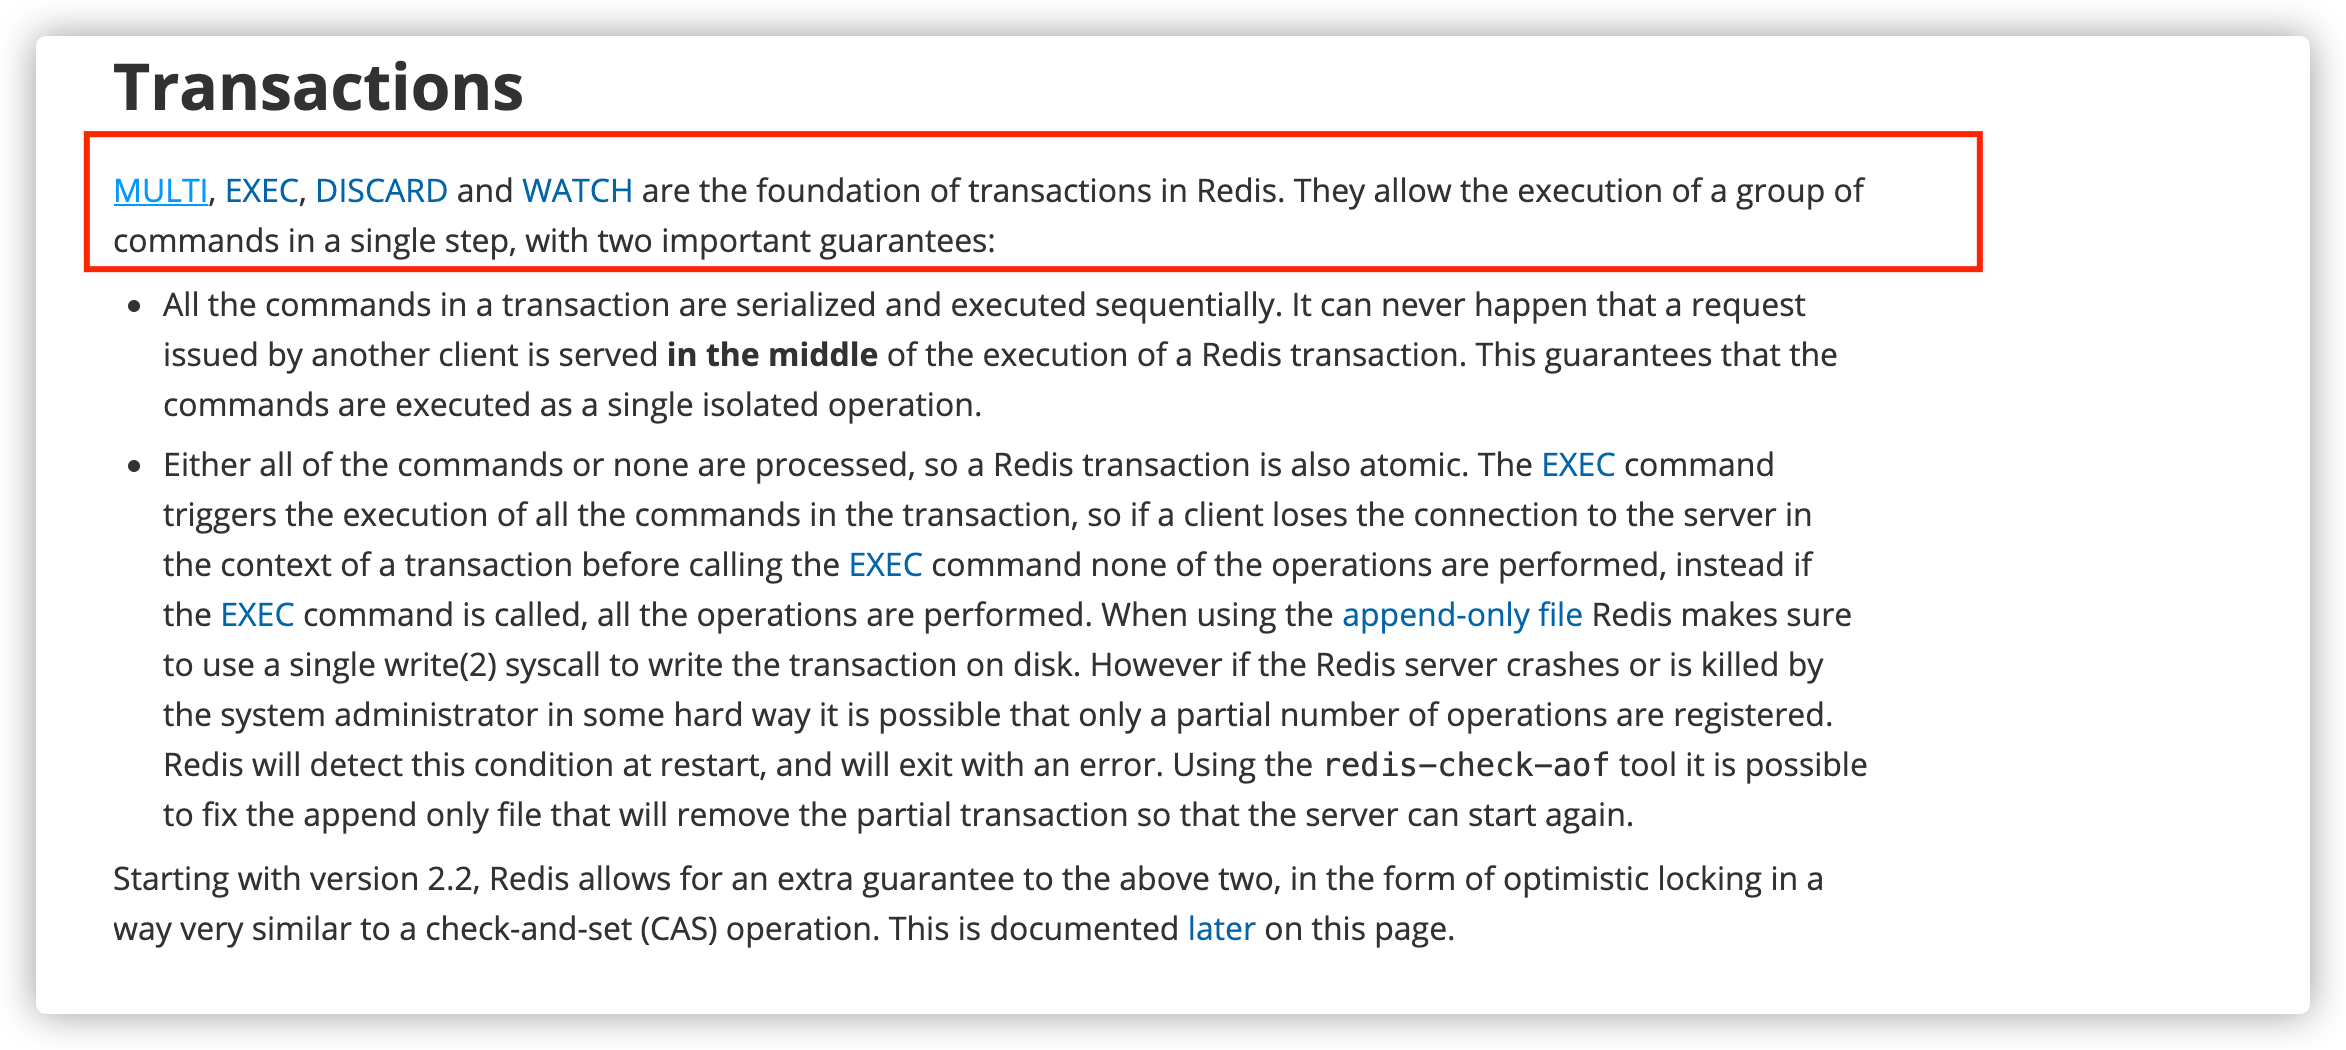 Transactions
MULTI, EXEC, DISCARD and WATCH are the foundation of transactions in Redis. They allow the execution of a group of
commands in a single step, with two important guarantees:
• All the commands in a transaction are serialized and executed sequentially. It can never happen that a request
issued by another client is served in the middle of the execution of a Redis transaction. This guarantees that the
commands are executed as a single isolated operation.
• Either all of the commands or none are processed, so a Redis transaction is also atomic. The EXEC command
triggers the execution of all the commands in the transaction, so if a client loses the connection to the server in
the context of a transaction before calling the EXEC command none of the operations are performed, instead if
the EXEC command is called, all the operations are performed. When using the append-only file Redis makes sure
to use a single write(2) syscall to write the transaction on disk. However if the Redis server crashes or is killed by
the system administrator in some hard way it is possible that only a partial number of operations are registered.
Redis will detect this condition at restart, and will exit with an error. Using the redis-check-aof tool it is possible
to fix the append only file that will remove the partial transaction so that the server can start again.
Starting with version 2.2, Redis allows for an extra guarantee to the above two, in the form of optimistic locking in a
way very similar to a check-and-set (CAS) operation. This is documented later on this page.